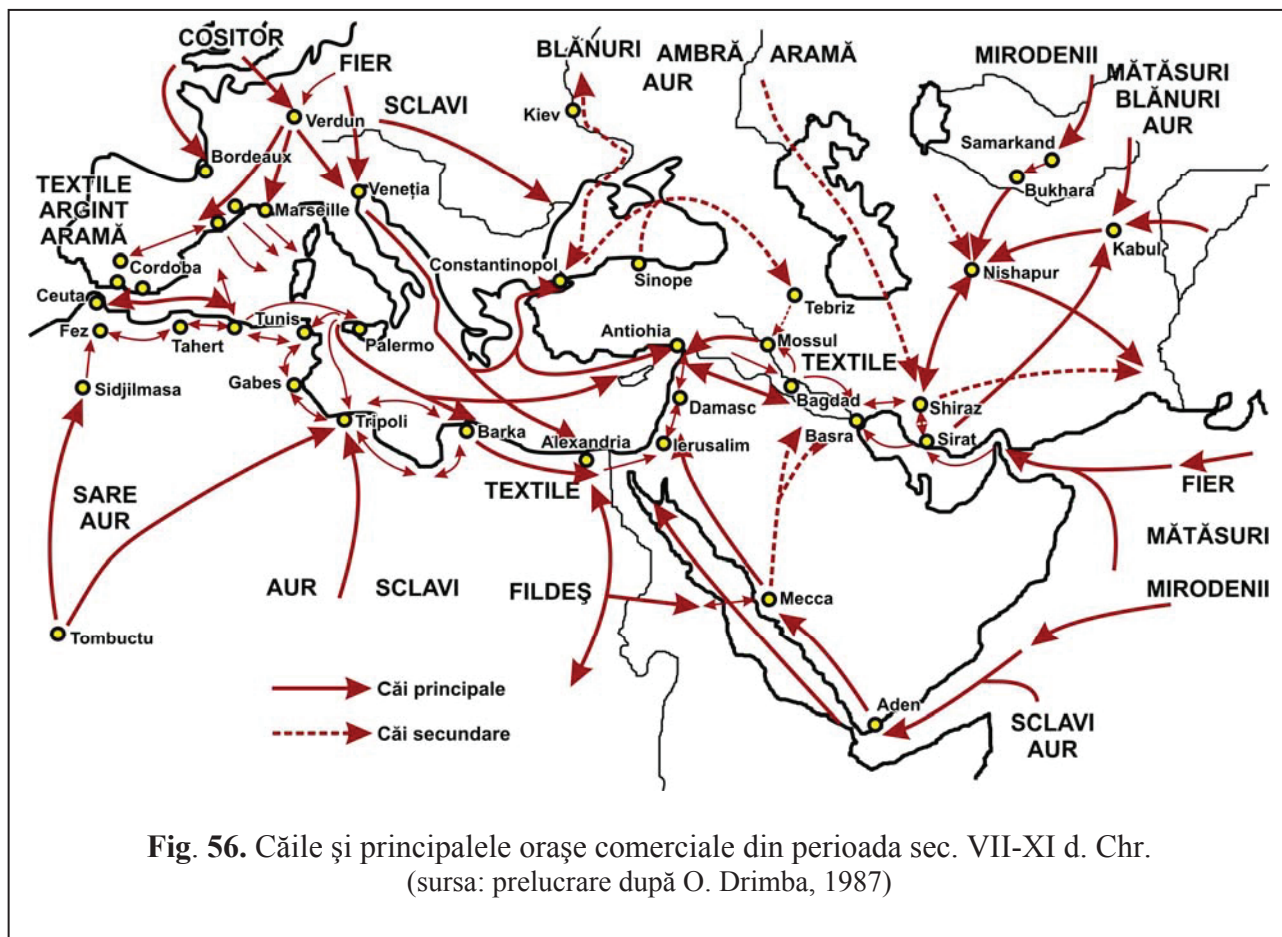 COSITOR
FIER
SCLAVI
BLĂNURI
AMBRĂ
AUR
ARAMĂ
MIRODENII
MĂTĂSURI
BLĂNURI
AUR
Verdun
Kiev
Samarkand
Bukhara
Bordeaux
TEXTILE
ARGINT
ARAMĂ
Veneţia
Marseille
Kabul
Cordoba
Constantinopol
Sinope
Nishapur
Ceuta
Tebriz
Fez
Tahert
Tunis
Palermo
Antiohia
Mossul
TEXTILE
Sidjilmasa
Gabes
Damasc
Bagdad
Shiraz
Tripoli
Barka
Alexandria
Ierusalim
Basra
Sirat
TEXTILE
FIER
SARE
AUR
MĂTĂSURI
AUR
SCLAVI
FILDEŞ
Mecca
MIRODENII
Tombuctu
Căi principale
Căi secundare
Aden
SCLAVI
AUR
Fig. 56. Căile şi principalele oraşe comerciale din perioada sec. VII-XI d. Chr.
(sursa: prelucrare după O. Drimba, 1987)